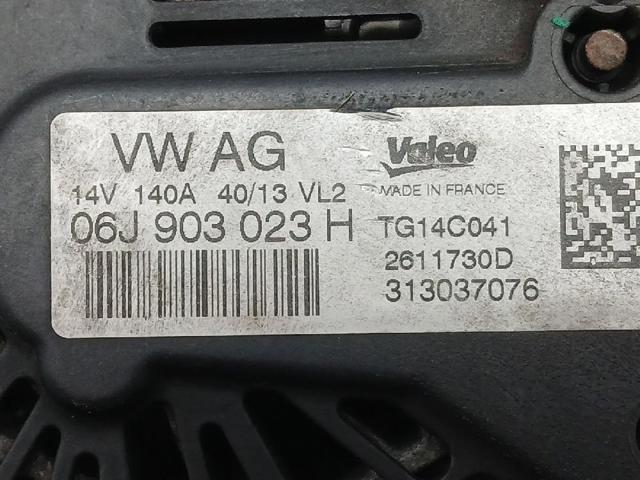 VW AG
14V 140A 40/13 VL2
06J 903 023 H
Valeo
MADE IN FRANCE
TG14C041
2611730D
313037076